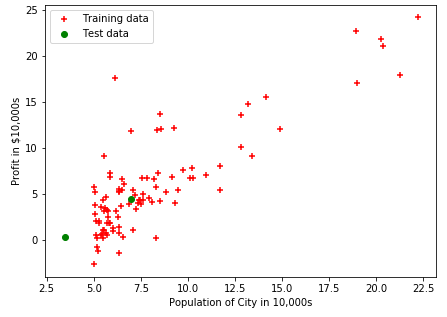 25
20
15
10
5
0
Profit in $10,000s
Training data
Test data
2.5 5.0 7.5 10.0 12.5 15.0 17.5 20.0 22.5
Population of City in 10,000s